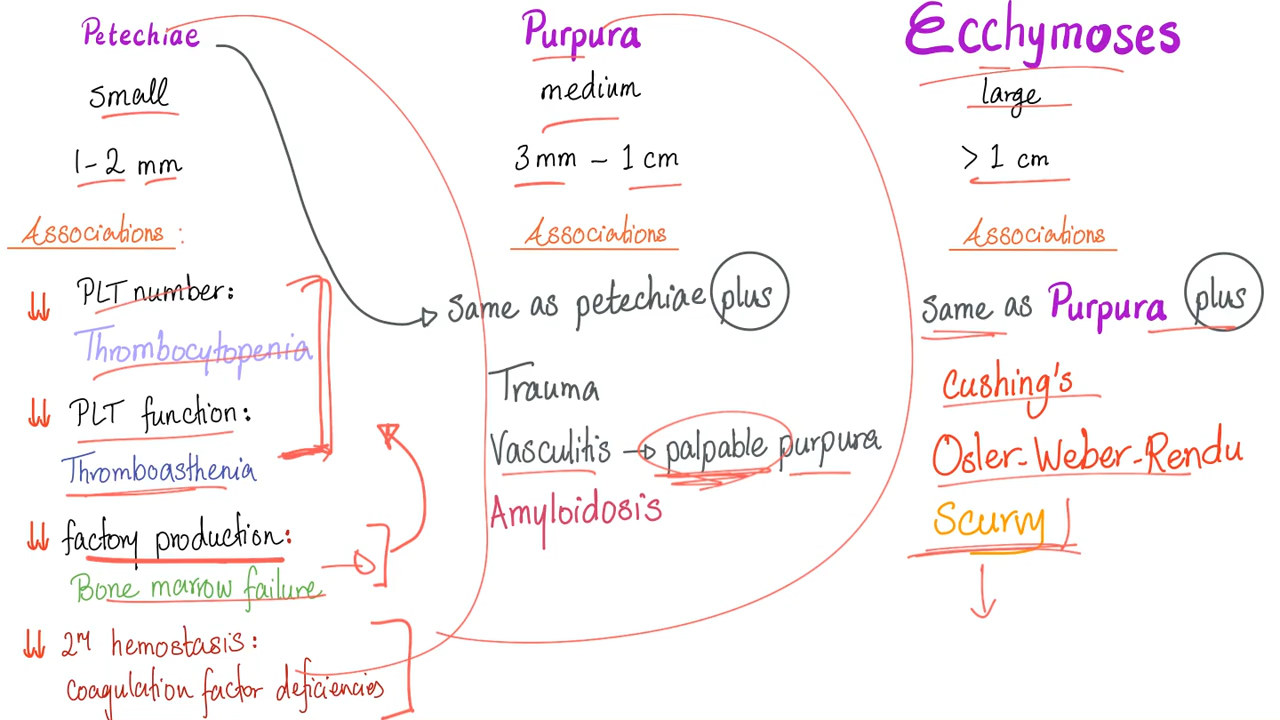 Petechiae
small
1-2 mm
Associations:
↓↓ PLT number:
Thrombocytopenia
↓↓ PLT function:
Thromboasthenia
↓↓ factory production:
Bone marrow failure
↓↓ 2ry hemostasis:
coagulation factor deficiencies
Purpura
medium
3 mm - 1 cm
Associations
Same as petechiae plus
Trauma
Vasculitis → palpable purpura
Amyloidosis
Ecchymoses
large
> 1 cm
Associations
Same as Purpura plus
Cushing's
Osler-Weber-Rendu
Scurvy